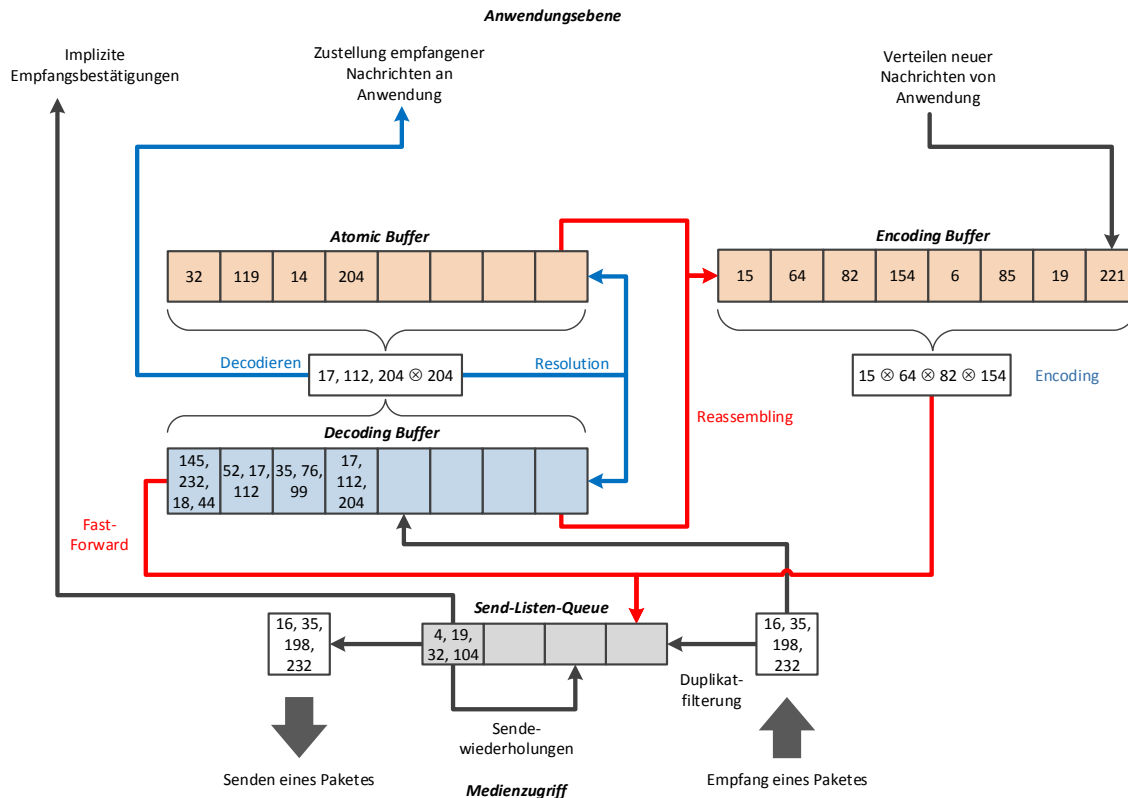 Anwendungsebene
Implizite
Empfangsbestätigungen
Zustellung empfangener
Nachrichten an
Anwendung
Verteilen neuer
Nachrichten von
Anwendung
Atomic Buffer
32 119 14 204
Encoding Buffer
15 64 82 154 6 85 19 221
Decodieren
17, 112, 204 ⊗ 204
Resolution
15 ⊗ 64 ⊗ 82 ⊗ 154
Encoding
Reassembling
Decoding Buffer
145,
232,
18, 44
52, 17,
112
35, 76,
99
17,
112,
204
Fast-
Forward
Send-Listen-Queue
16, 35,
198,
232
4, 19,
32, 104
16, 35,
198,
232
Duplikat-
filterung
Sende-
wiederholungen
Senden eines Paketes
Empfang eines Paketes
Medienzugriff